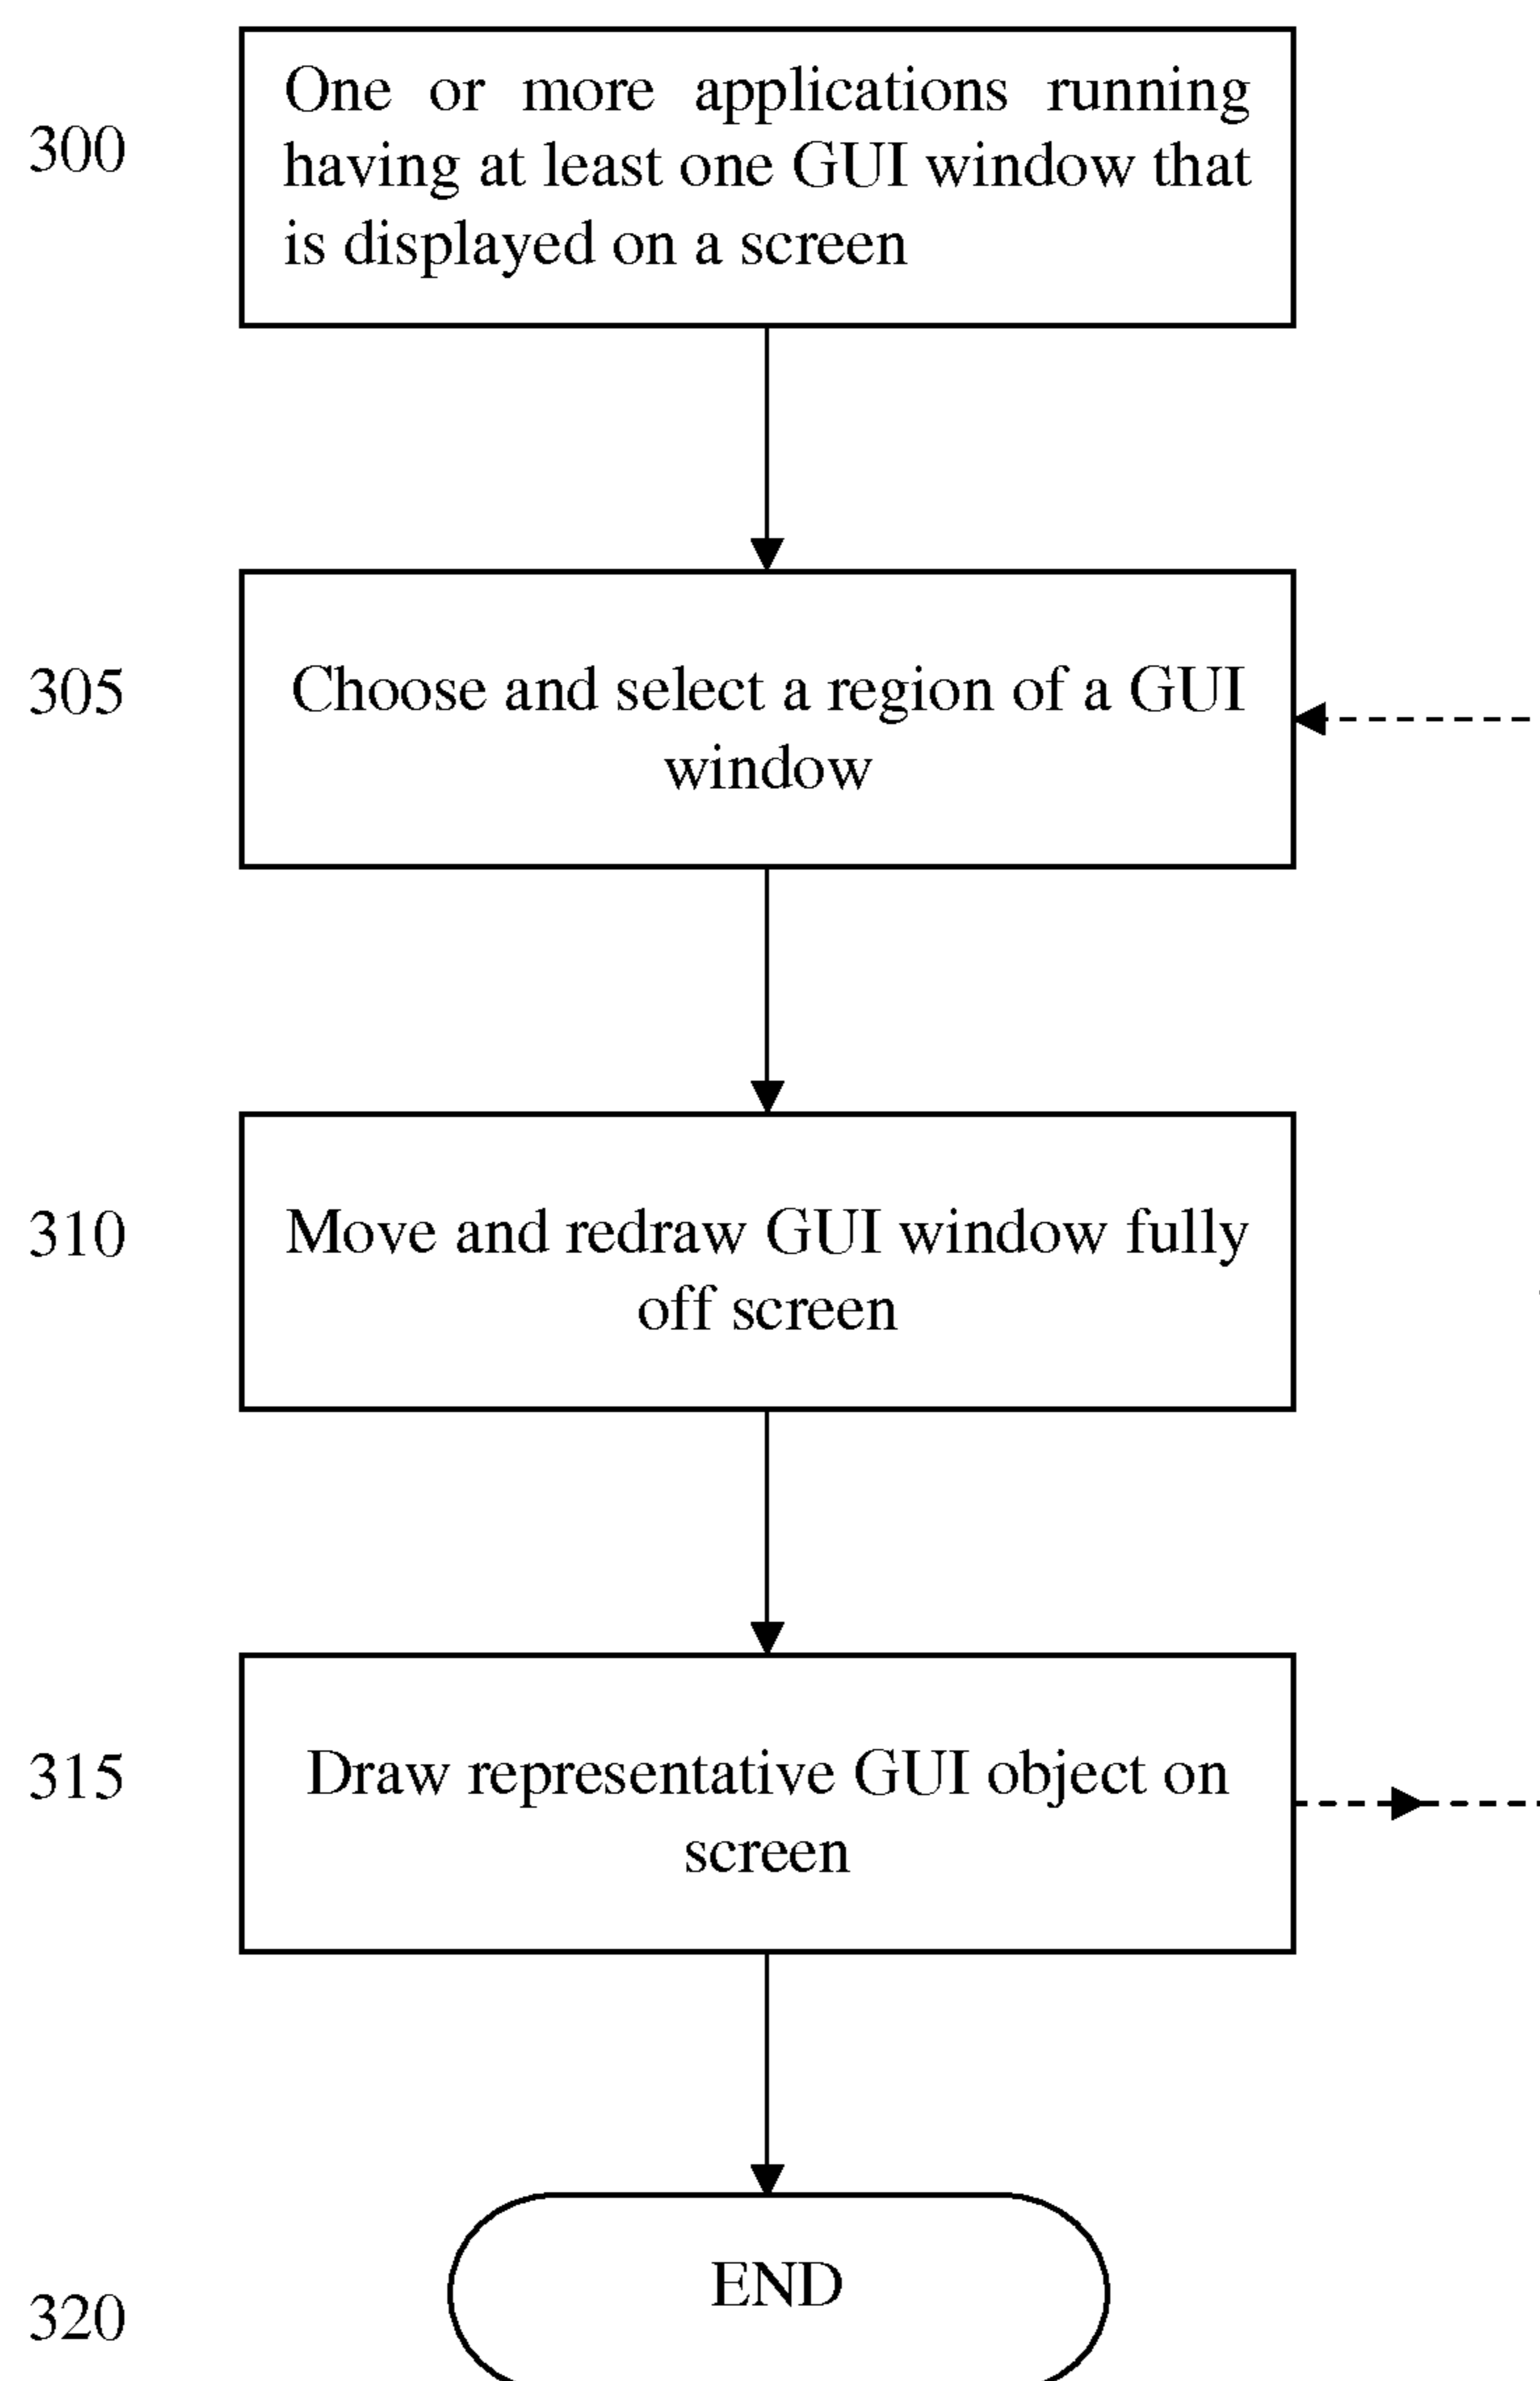 300
One or more applications running
having at least one GUI window that
is displayed on a screen
305
Choose and select a region of a GUI
window
310
Move and redraw GUI window fully
off screen
315
Draw representative GUI object on
screen
320
END